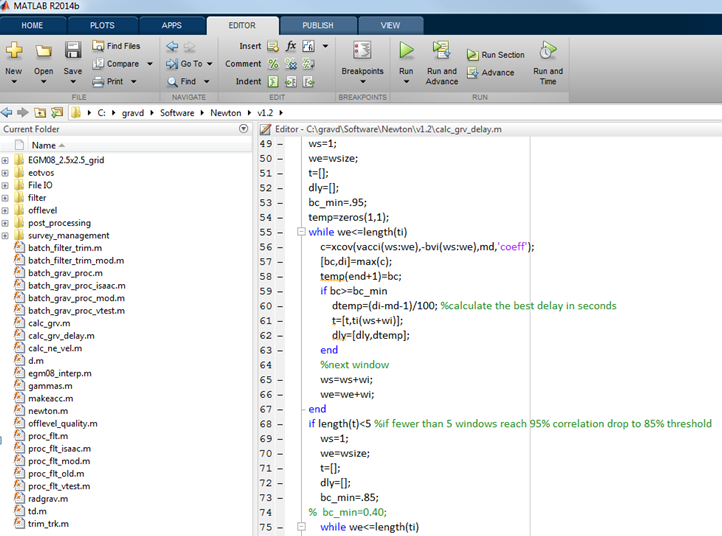 MATLAB R2014b
HOME PLOTS APPS EDITOR PUBLISH VIEW
New Open Save Find Files Compare Print
Go To Find
Insert fx
Comment
Indent
Breakpoints
Run Run and Advance Run Section Advance Run and Time
FILE NAVIGATE EDIT BREAKPOINTS RUN
C: gravd Software Newton v1.2
Current Folder
Name
EGM08_2.5x2.5_grid
eotvos
File IO
filter
offlevel
post_processing
survey_management
batch_filter_trim.m
batch_filter_trim_mod.m
batch_grav_proc.m
batch_grav_proc_isaac.m
batch_grav_proc_mod.m
batch_grav_proc_vtest.m
calc_grv.m
calc_grv_delay.m
calc_ne_vel.m
d.m
egm08_interp.m
gammas.m
makeacc.m
newton.m
offlevel_quality.m
proc_flt.m
proc_flt_isaac.m
proc_flt_mod.m
proc_flt_old.m
proc_flt_vtest.m
radgrav.m
td.m
trim_trk.m
Editor - C:\gravd\Software\Newton\v1.2\calc_grv_delay.m
49 – ws=1;
50 – we=wsize;
51 – t=[];
52 – dly=[];
53 – bc_min=.95;
54 – temp=zeros(1,1);
55 – while we<=length(ti)
56 – c=xcov(vacci(ws:we),-bvi(ws:we),md,'coeff');
57 – [bc,di]=max(c);
58 – temp(end+1)=bc;
59 – if bc>=bc_min
60 – dtemp=(di-md-1)/100; %calculate the best delay in seconds
61 – t=[t,ti(ws+wi)];
62 – dly=[dly,dtemp];
63 – end
64 %next window
65 – ws=ws+wi;
66 – we=we+wi;
67 – end
68 – if length(t)<5 %if fewer than 5 windows reach 95% correlation drop to 85% threshold
69 – ws=1;
70 – we=wsize;
71 – t=[];
72 – dly=[];
73 – bc_min=.85;
74 % bc_min=0.40;
75 – while we<=length(ti)